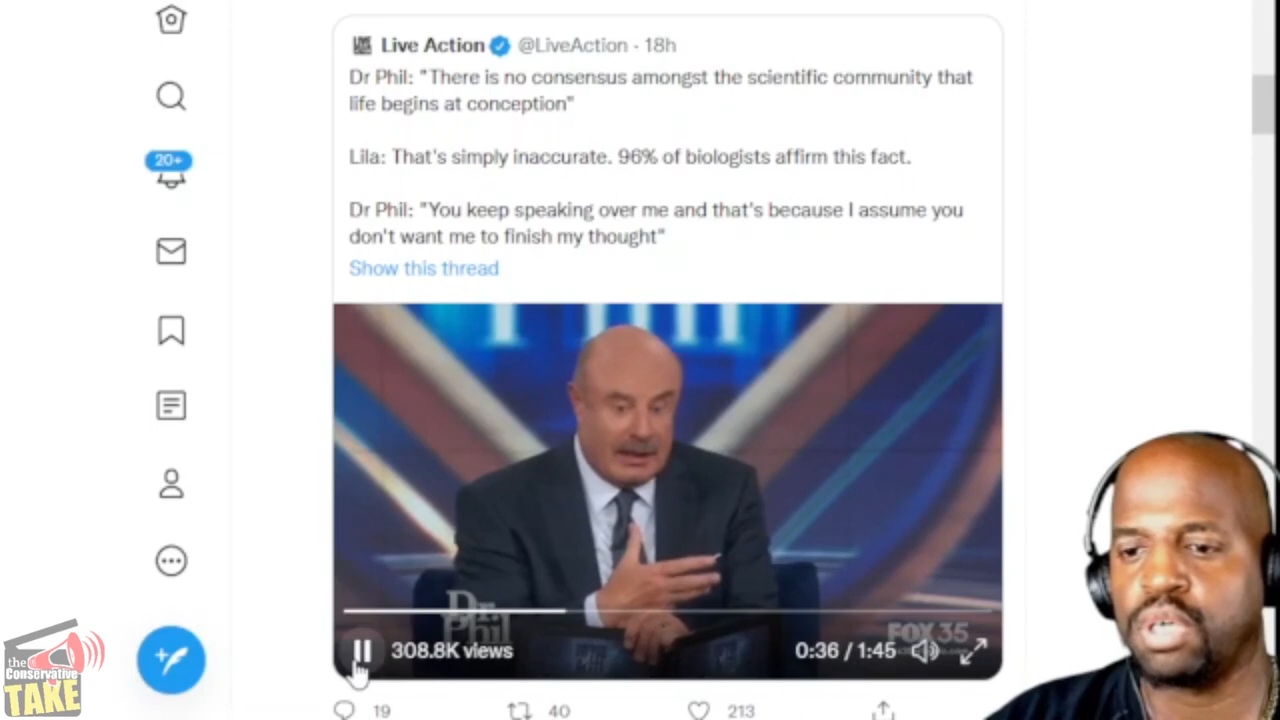 Live Action @LiveAction · 18h
Dr Phil: "There is no consensus amongst the scientific community that
life begins at conception"
Lila: That's simply inaccurate. 96% of biologists affirm this fact.
Dr Phil: "You keep speaking over me and that's because I assume you
don't want me to finish my thought"
Show this thread
20+
Dr.
Phil
FOX 35
308.8K views
0:36 / 1:45
19
40
213
the
Conservative
TAKE